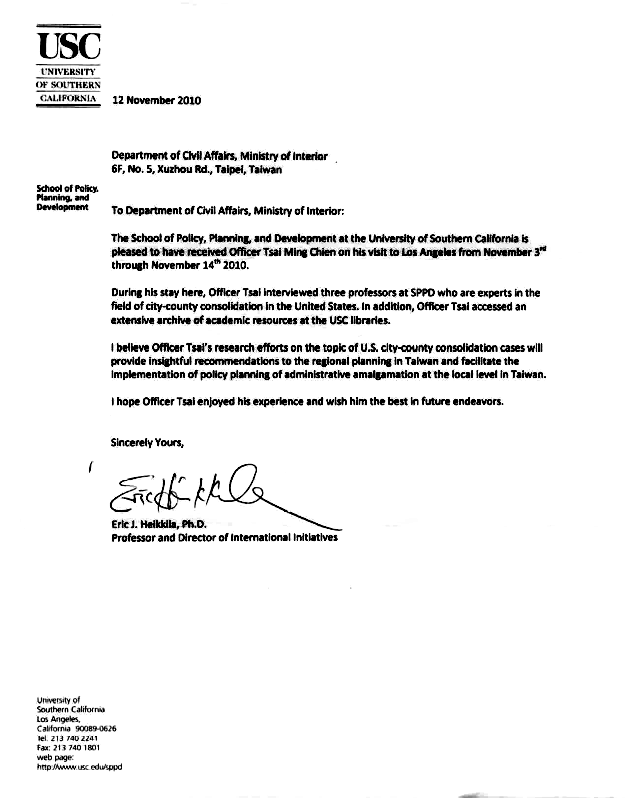 USC
UNIVERSITY
OF SOUTHERN
CALIFORNIA
12 November 2010
Department of Civil Affairs, Ministry of Interior
6F, No. 5, Xuzhou Rd., Taipei, Taiwan
School of Policy,
Planning, and
Development
To Department of Civil Affairs, Ministry of Interior:
The School of Policy, Planning, and Development at the University of Southern California is
pleased to have received Officer Tsai Ming Chien on his visit to Los Angeles from November 3rd
through November 14th 2010.
During his stay here, Officer Tsai interviewed three professors at SPPD who are experts in the
field of city-county consolidation in the United States. In addition, Officer Tsai accessed an
extensive archive of academic resources at the USC libraries.
I believe Officer Tsai's research efforts on the topic of U.S. city-county consolidation cases will
provide insightful recommendations to the regional planning in Taiwan and facilitate the
implementation of policy planning of administrative amalgamation at the local level in Taiwan.
I hope Officer Tsai enjoyed his experience and wish him the best in future endeavors.
Sincerely Yours,
Eric Heikkila
Eric J. Heikkila, Ph.D.
Professor and Director of International Initiatives
University of
Southern California
Los Angeles,
California 90089-0626
Tel: 213 740 2241
Fax: 213 740 1801
web page:
http://www.usc.edu/sppd